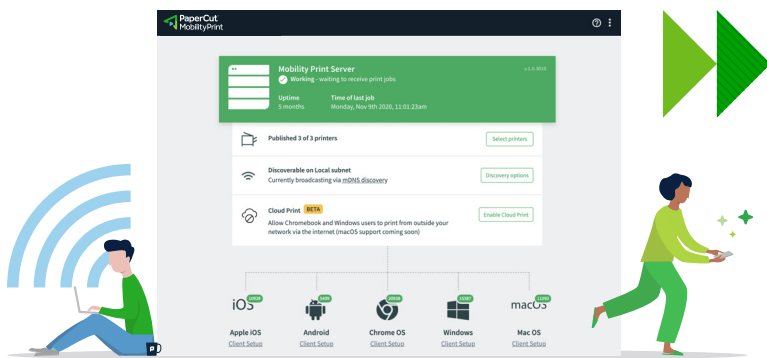 PaperCut
MobilityPrint
Mobility Print Server
Working - waiting to receive print jobs
Uptime
Time of last job
5 months
Monday, Nov 9th 2020, 11:01:23am
Published 3 of 3 printers
Select printers
Discoverable on Local subnet
Currently broadcasting via mDNS discovery
Discovery options
Cloud Print BETA
Allow Chromebook and Windows users to print from outside your
network via the internet (macOS support coming soon)
Enable Cloud Print
iOS
macOS
Apple iOS
Android
Chrome OS
Windows
Mac OS
Client Setup
Client Setup
Client Setup
Client Setup
Client Setup
P